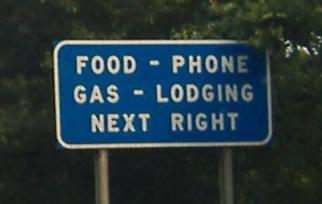 FOOD - PHONE
GAS - LODGING
NEXT RIGHT